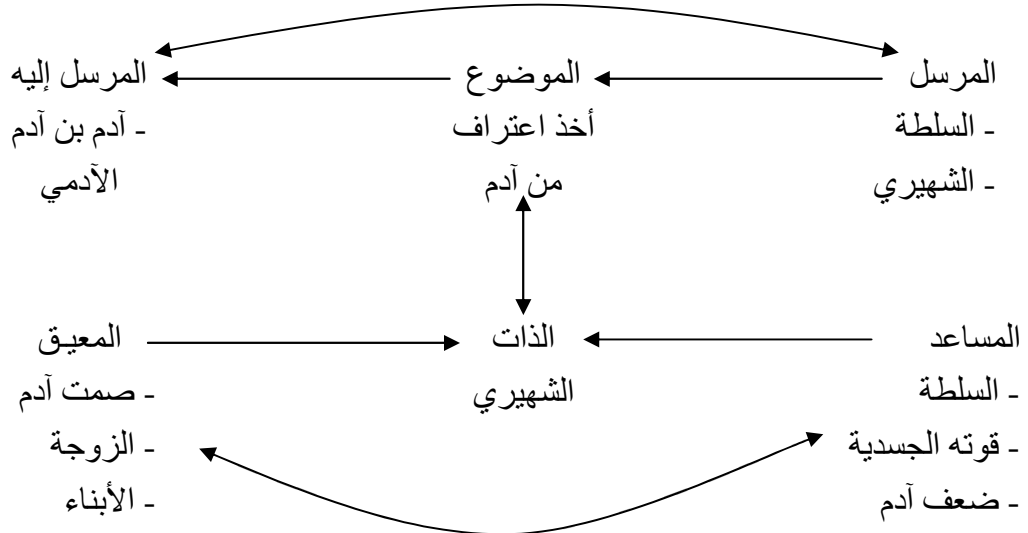 المرسل الموضوع المرسل إليه
- السلطة أخذ اعتراف - آدم بن آدم
- الشهيري من آدم الآدمي
المساعد الذات المعيـق
- السلطة الشهيري - صمت آدم
- قوته الجسدية - الزوجة
- ضعف آدم - الأبناء